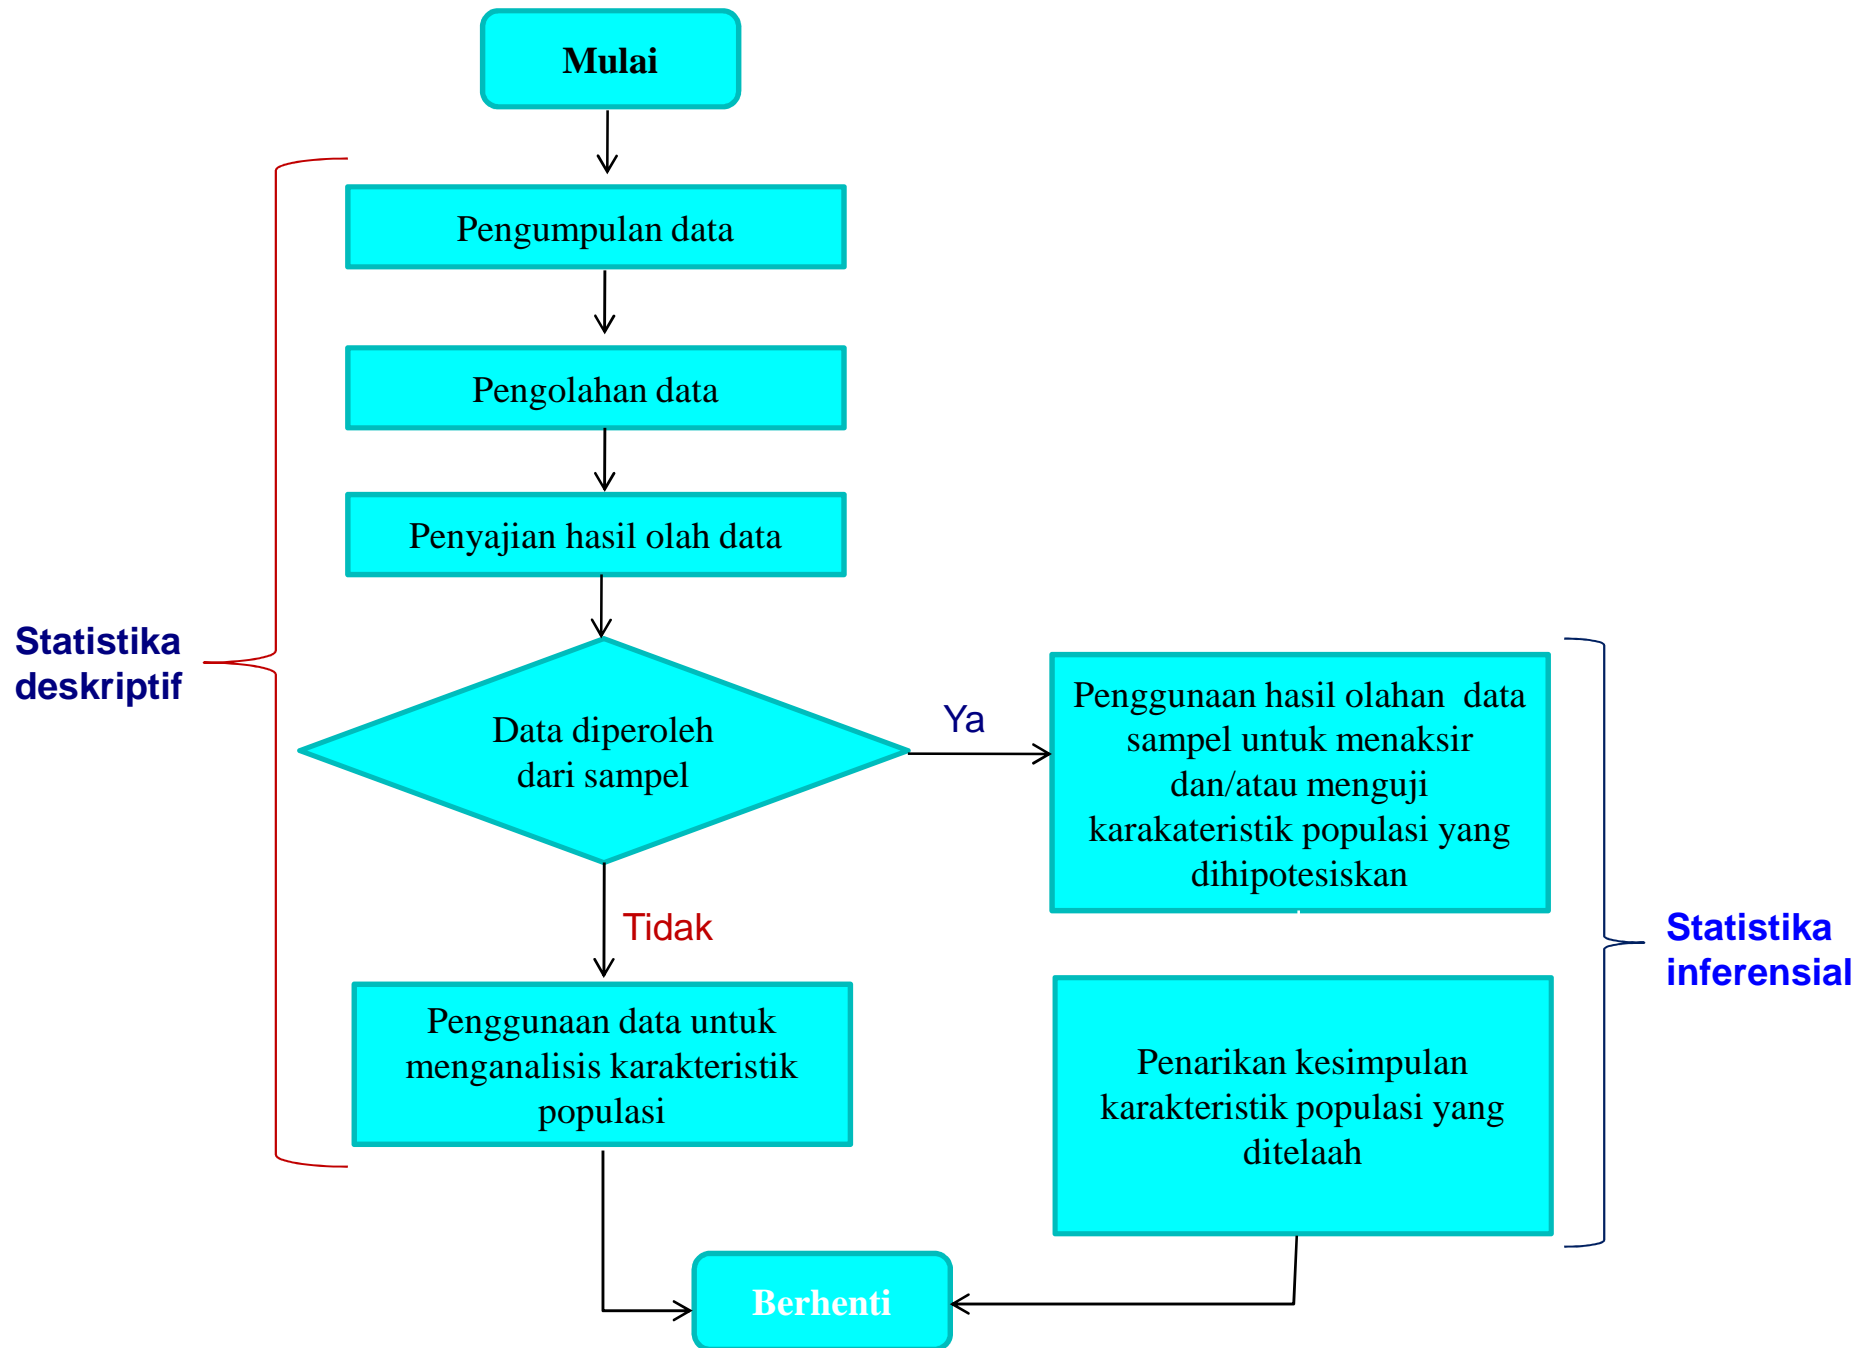 Mulai
Pengumpulan data
Pengolahan data
Penyajian hasil olah data
Statistika
deskriptif
Data diperoleh
dari sampel
Ya
Penggunaan hasil olahan data
sampel untuk menaksir
dan/atau menguji
karakateristik populasi yang
dihipotesiskan
Tidak
Statistika
inferensial
Penggunaan data untuk
menganalisis karakteristik
populasi
Penarikan kesimpulan
karakteristik populasi yang
ditelaah
Berhenti